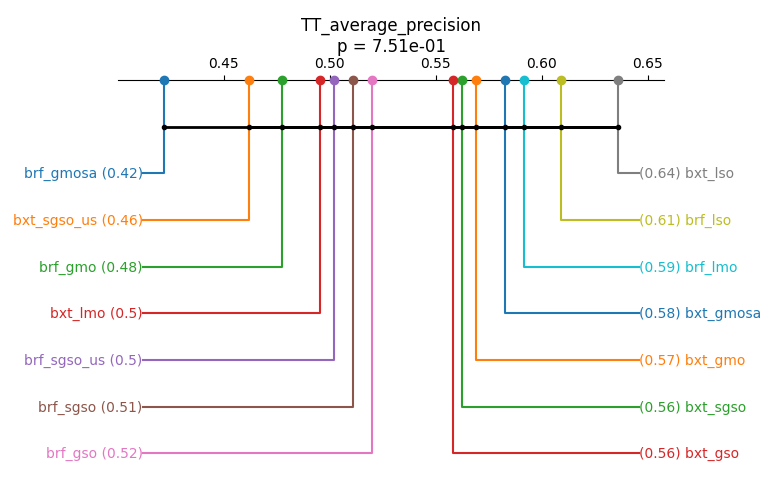 TT_average_precision
p = 7.51e-01
0.45 0.50 0.55 0.60 0.65
brf_gmosa (0.42) (0.64) bxt_lso
bxt_sgso_us (0.46) (0.61) brf_lso
brf_gmo (0.48) (0.59) brf_lmo
bxt_lmo (0.5) (0.58) bxt_gmosa
brf_sgso_us (0.5) (0.57) bxt_gmo
brf_sgso (0.51) (0.56) bxt_sgso
brf_gso (0.52) (0.56) bxt_gso